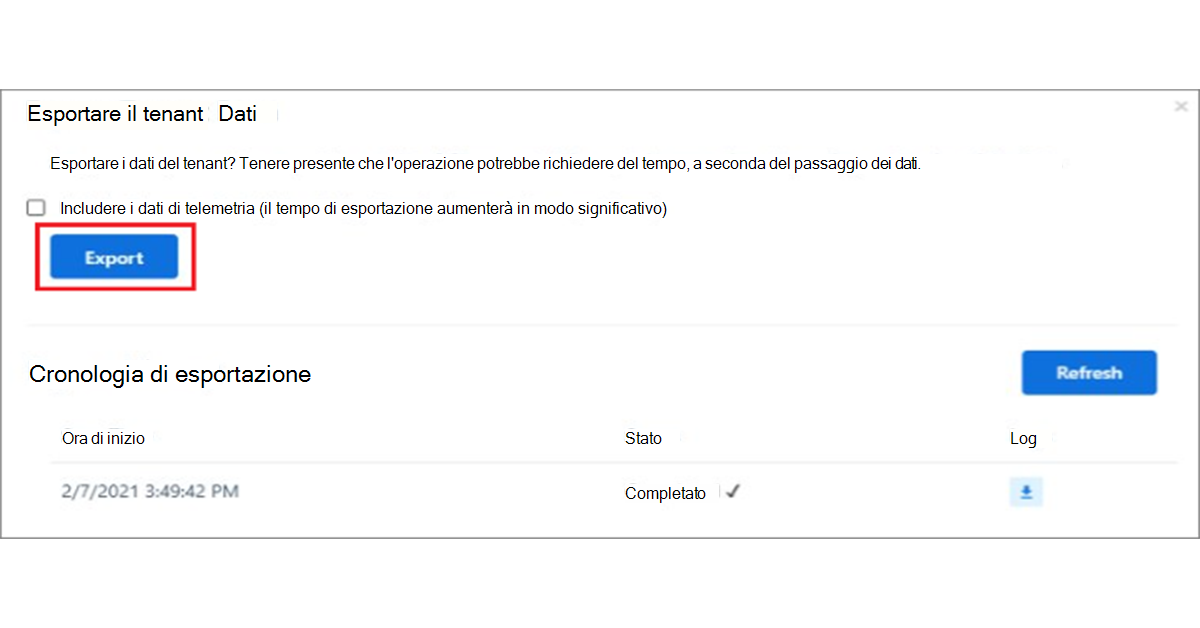 Esportare il tenant Dati
Esportare i dati del tenant? Tenere presente che l'operazione potrebbe richiedere del tempo, a seconda del passaggio dei dati.
Includere i dati di telemetria (il tempo di esportazione aumenterà in modo significativo)
Export
Cronologia di esportazione
Refresh
Ora di inizio Stato Log
2/7/2021 3:49:42 PM Completato